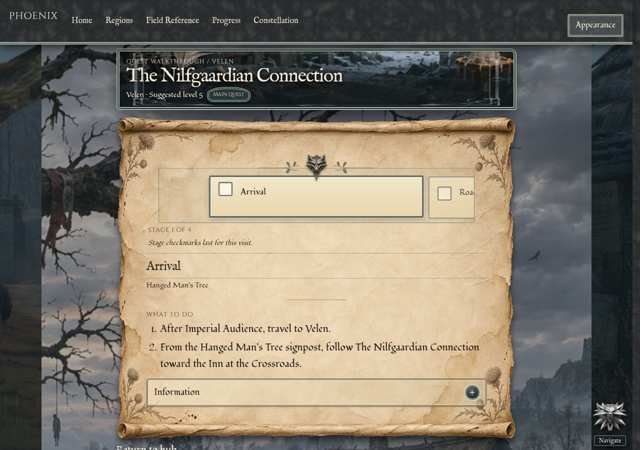 PHOENIX
Home
Regions
Field Reference
Progress
Constellation
Appearance
QUEST WALKTHROUGH / VELEN
The Nilfgaardian Connection
Velen · Suggested level 5
MAIN QUEST
Arrival
Roa
STAGE 1 OF 4
Stage checkmarks last for this visit.
Arrival
Hanged Man's Tree
WHAT TO DO
1. After Imperial Audience, travel to Velen.
2. From the Hanged Man's Tree signpost, follow The Nilfgaardian Connection
toward the Inn at the Crossroads.
Information
Return to hub
Navigate